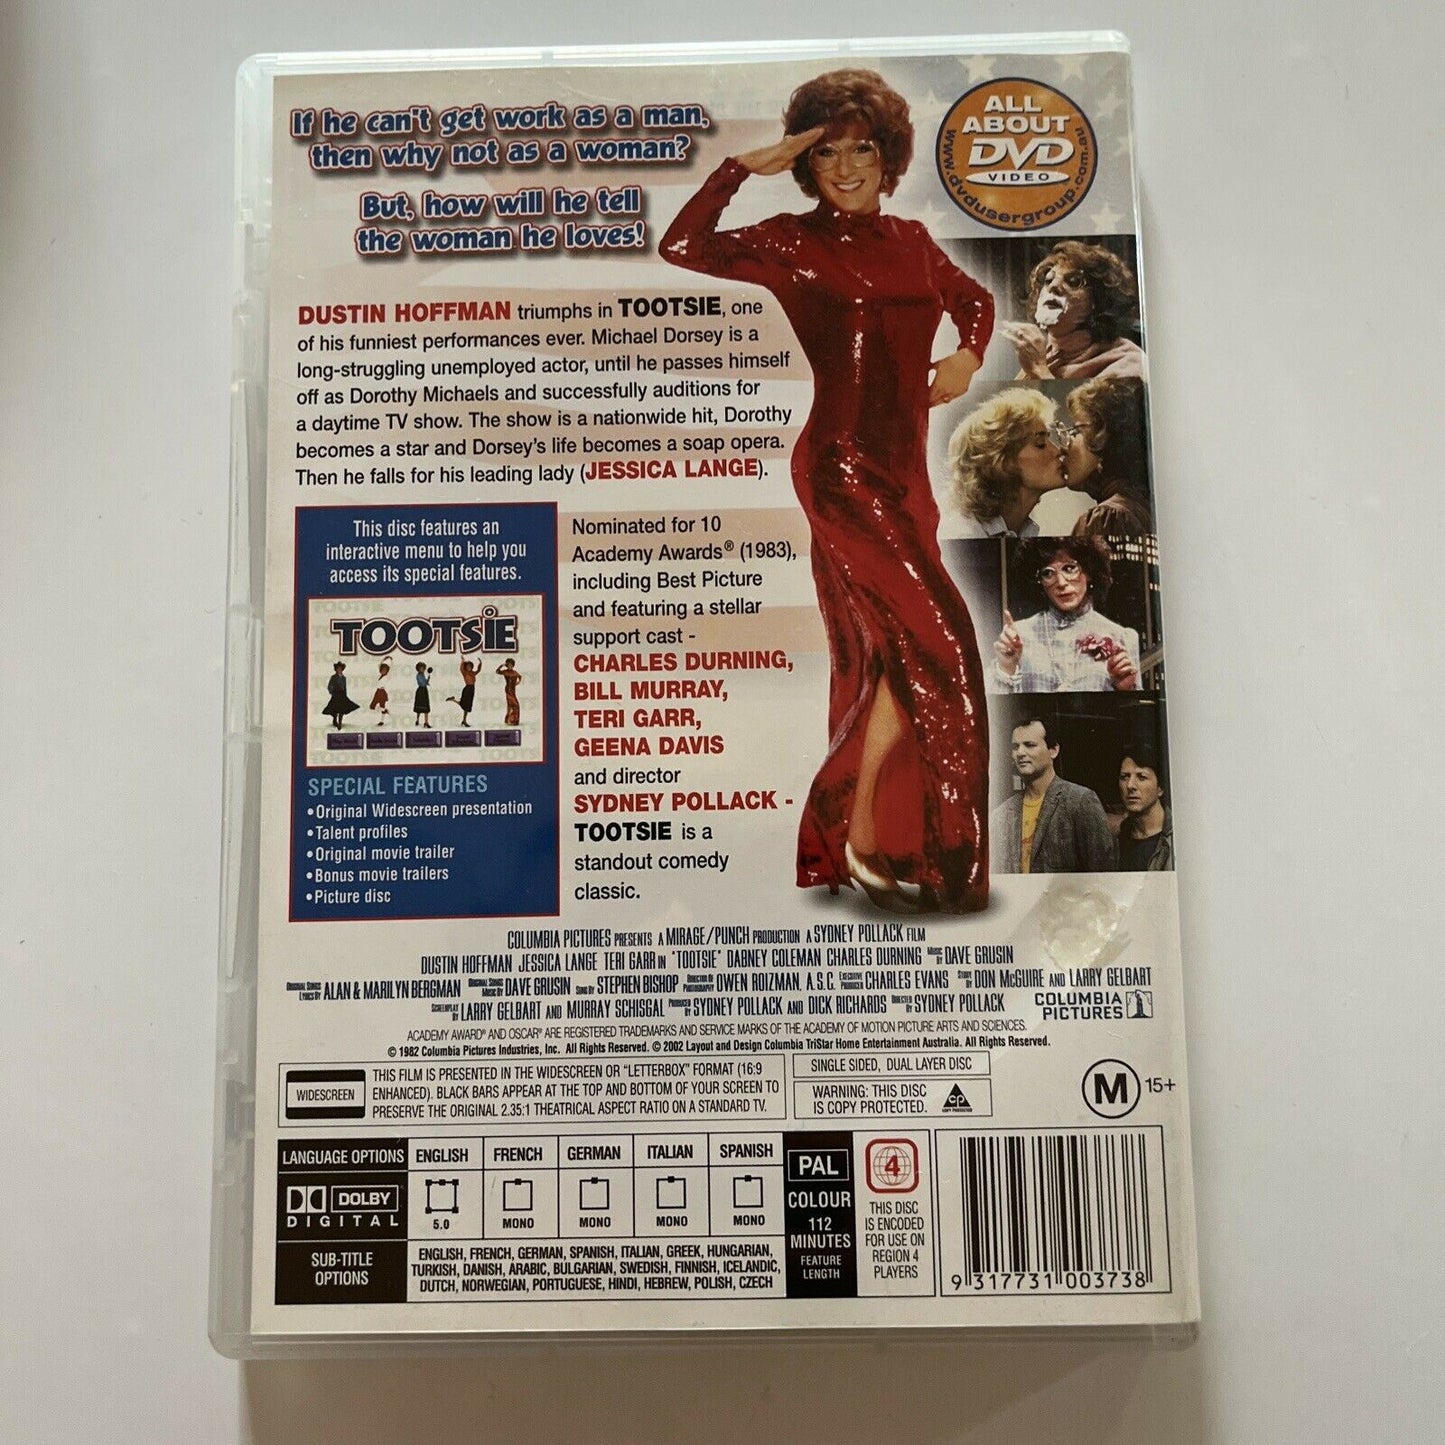 If he can't get work as a man,
then why not as a woman?
But, how will he tell
the woman he loves!
ALL
ABOUT
DVD
VIDEO
www.dvdusergroup.com.au
DUSTIN HOFFMAN triumphs in TOOTSIE, one
of his funniest performances ever. Michael Dorsey is a
long-struggling unemployed actor, until he passes himself
off as Dorothy Michaels and successfully auditions for
a daytime TV show. The show is a nationwide hit, Dorothy
becomes a star and Dorsey's life becomes a soap opera.
Then he falls for his leading lady (JESSICA LANGE).
This disc features an
interactive menu to help you
access its special features.
TOOTSiE
SPECIAL FEATURES
•Original Widescreen presentation
•Talent profiles
•Original movie trailer
•Bonus movie trailers
•Picture disc
Nominated for 10
Academy Awards® (1983),
including Best Picture
and featuring a stellar
support cast -
CHARLES DURNING,
BILL MURRAY,
TERI GARR,
GEENA DAVIS
and director
SYDNEY POLLACK -
TOOTSIE is a
standout comedy
classic.
COLUMBIA PICTURES PRESENTS A MIRAGE/PUNCH PRODUCTION A SYDNEY POLLACK FILM
DUSTIN HOFFMAN JESSICA LANGE TERI GARR IN "TOOTSIE" DABNEY COLEMAN CHARLES DURNING MUSIC BY DAVE GRUSIN
ORIGINAL SONGS LYRICS BY ALAN & MARILYN BERGMAN ORIGINAL SONGS MUSIC BY DAVE GRUSIN SUNG BY STEPHEN BISHOP DIRECTOR OF PHOTOGRAPHY OWEN ROIZMAN, A.S.C. EXECUTIVE PRODUCER CHARLES EVANS STORY BY DON McGUIRE AND LARRY GELBART
SCREENPLAY BY LARRY GELBART AND MURRAY SCHISGAL PRODUCED BY SYDNEY POLLACK AND DICK RICHARDS DIRECTED BY SYDNEY POLLACK
COLUMBIA
PICTURES
ACADEMY AWARD® AND OSCAR® ARE REGISTERED TRADEMARKS AND SERVICE MARKS OF THE ACADEMY OF MOTION PICTURE ARTS AND SCIENCES.
© 1982 Columbia Pictures Industries, Inc. All Rights Reserved. © 2002 Layout and Design Columbia TriStar Home Entertainment Australia. All Rights Reserved.
WIDESCREEN
THIS FILM IS PRESENTED IN THE WIDESCREEN OR "LETTERBOX" FORMAT (16:9
ENHANCED). BLACK BARS APPEAR AT THE TOP AND BOTTOM OF YOUR SCREEN TO
PRESERVE THE ORIGINAL 2.35:1 THEATRICAL ASPECT RATIO ON A STANDARD TV.
SINGLE SIDED, DUAL LAYER DISC
WARNING: THIS DISC
IS COPY PROTECTED.
cp
COPY PROTECTED
M 15+
LANGUAGE OPTIONS ENGLISH FRENCH GERMAN ITALIAN SPANISH
DOLBY
DIGITAL
5.0 MONO MONO MONO MONO
SUB-TITLE
OPTIONS
ENGLISH, FRENCH, GERMAN, SPANISH, ITALIAN, GREEK, HUNGARIAN,
TURKISH, DANISH, ARABIC, BULGARIAN, SWEDISH, FINNISH, ICELANDIC,
DUTCH, NORWEGIAN, PORTUGUESE, HINDI, HEBREW, POLISH, CZECH
PAL
COLOUR
112
MINUTES
FEATURE
LENGTH
4
THIS DISC
IS ENCODED
FOR USE ON
REGION 4
PLAYERS
9 317731 003738